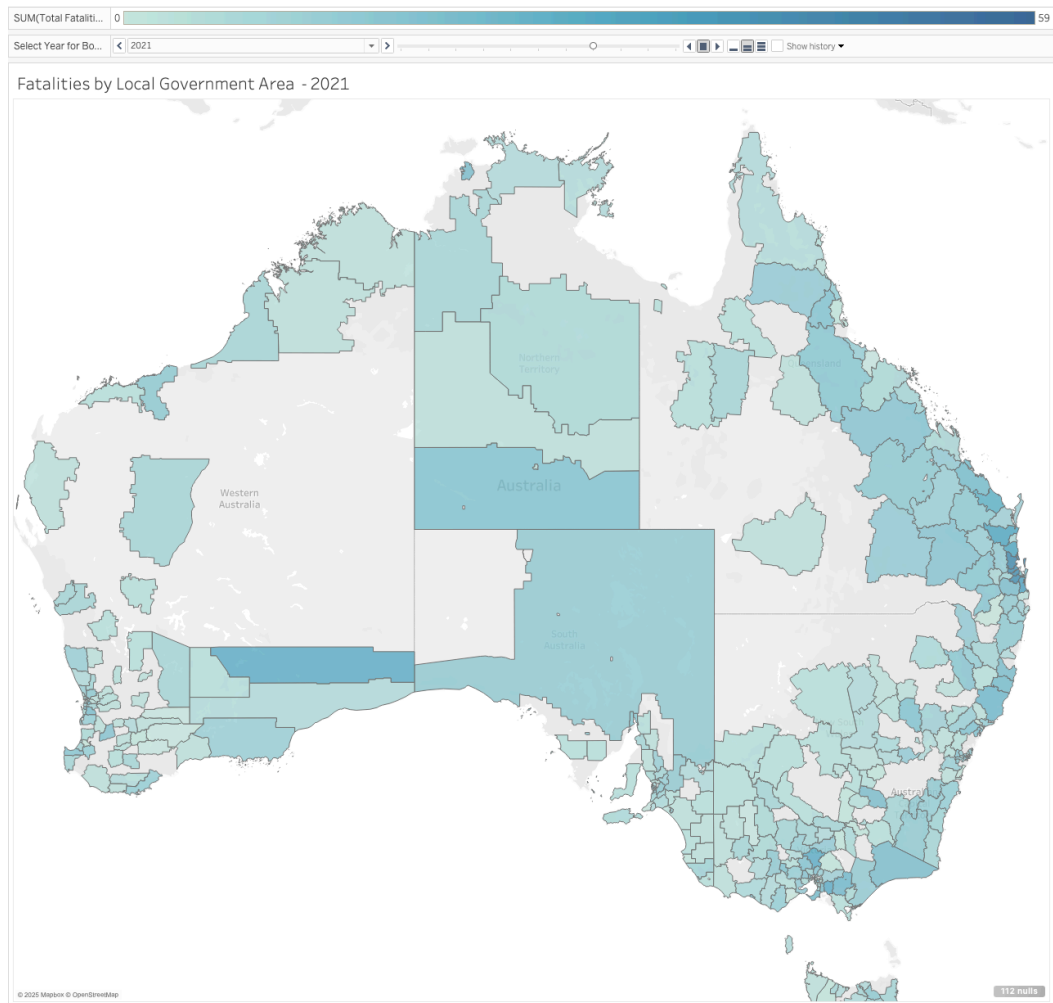 SUM(Total Fataliti...
0
59
Select Year for Bo...
2021
Show history
Fatalities by Local Government Area - 2021
Northern
Territory
Queensland
Western
Australia
Australia
South
Australia
© 2025 Mapbox © OpenStreetMap
112 nulls